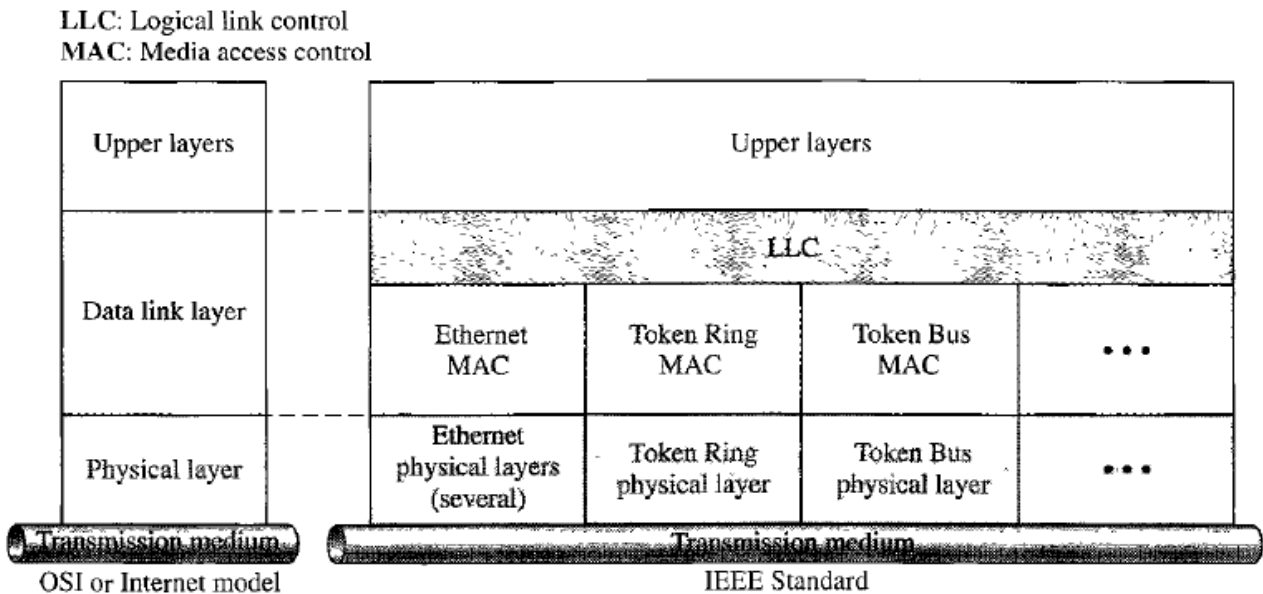 LLC: Logical link control
MAC: Media access control
Upper layers
Upper layers
LLC
Data link layer
Ethernet
MAC
Token Ring
MAC
Token Bus
MAC
•••
Physical layer
Ethernet
physical layers
(several)
Token Ring
physical layer
Token Bus
physical layer
•••
Transmission medium
Transmission medium
OSI or Internet model
IEEE Standard